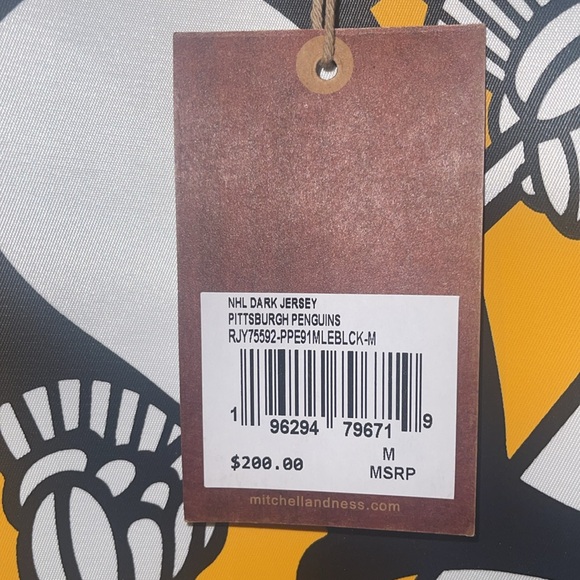 NHL DARK JERSEY
PITTSBURGH PENGUINS
RJY75592-PPE91MLEBLCK-M
1 96294 79671 9
M
$200.00 MSRP
mitchellandness.com